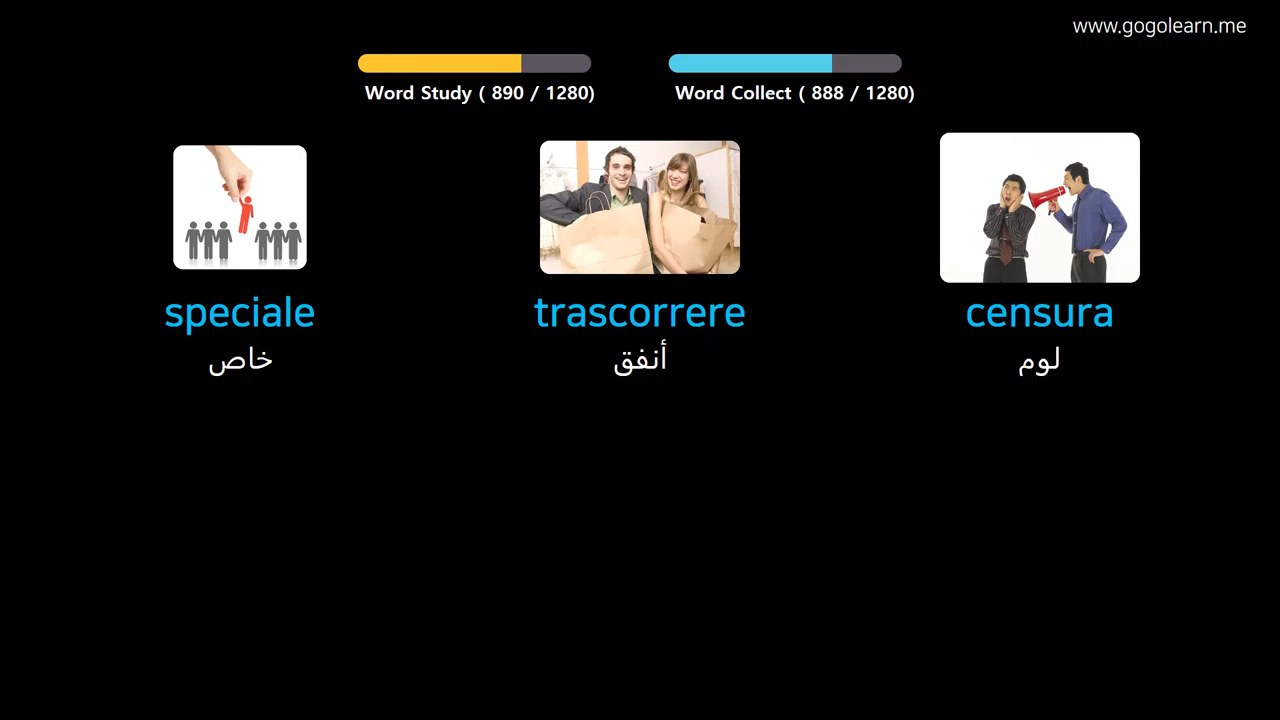 www.gogolearn.me
Word Study ( 890 / 1280)
Word Collect ( 888 / 1280)
speciale
trascorrere
censura
خاص
أنفق
لوم